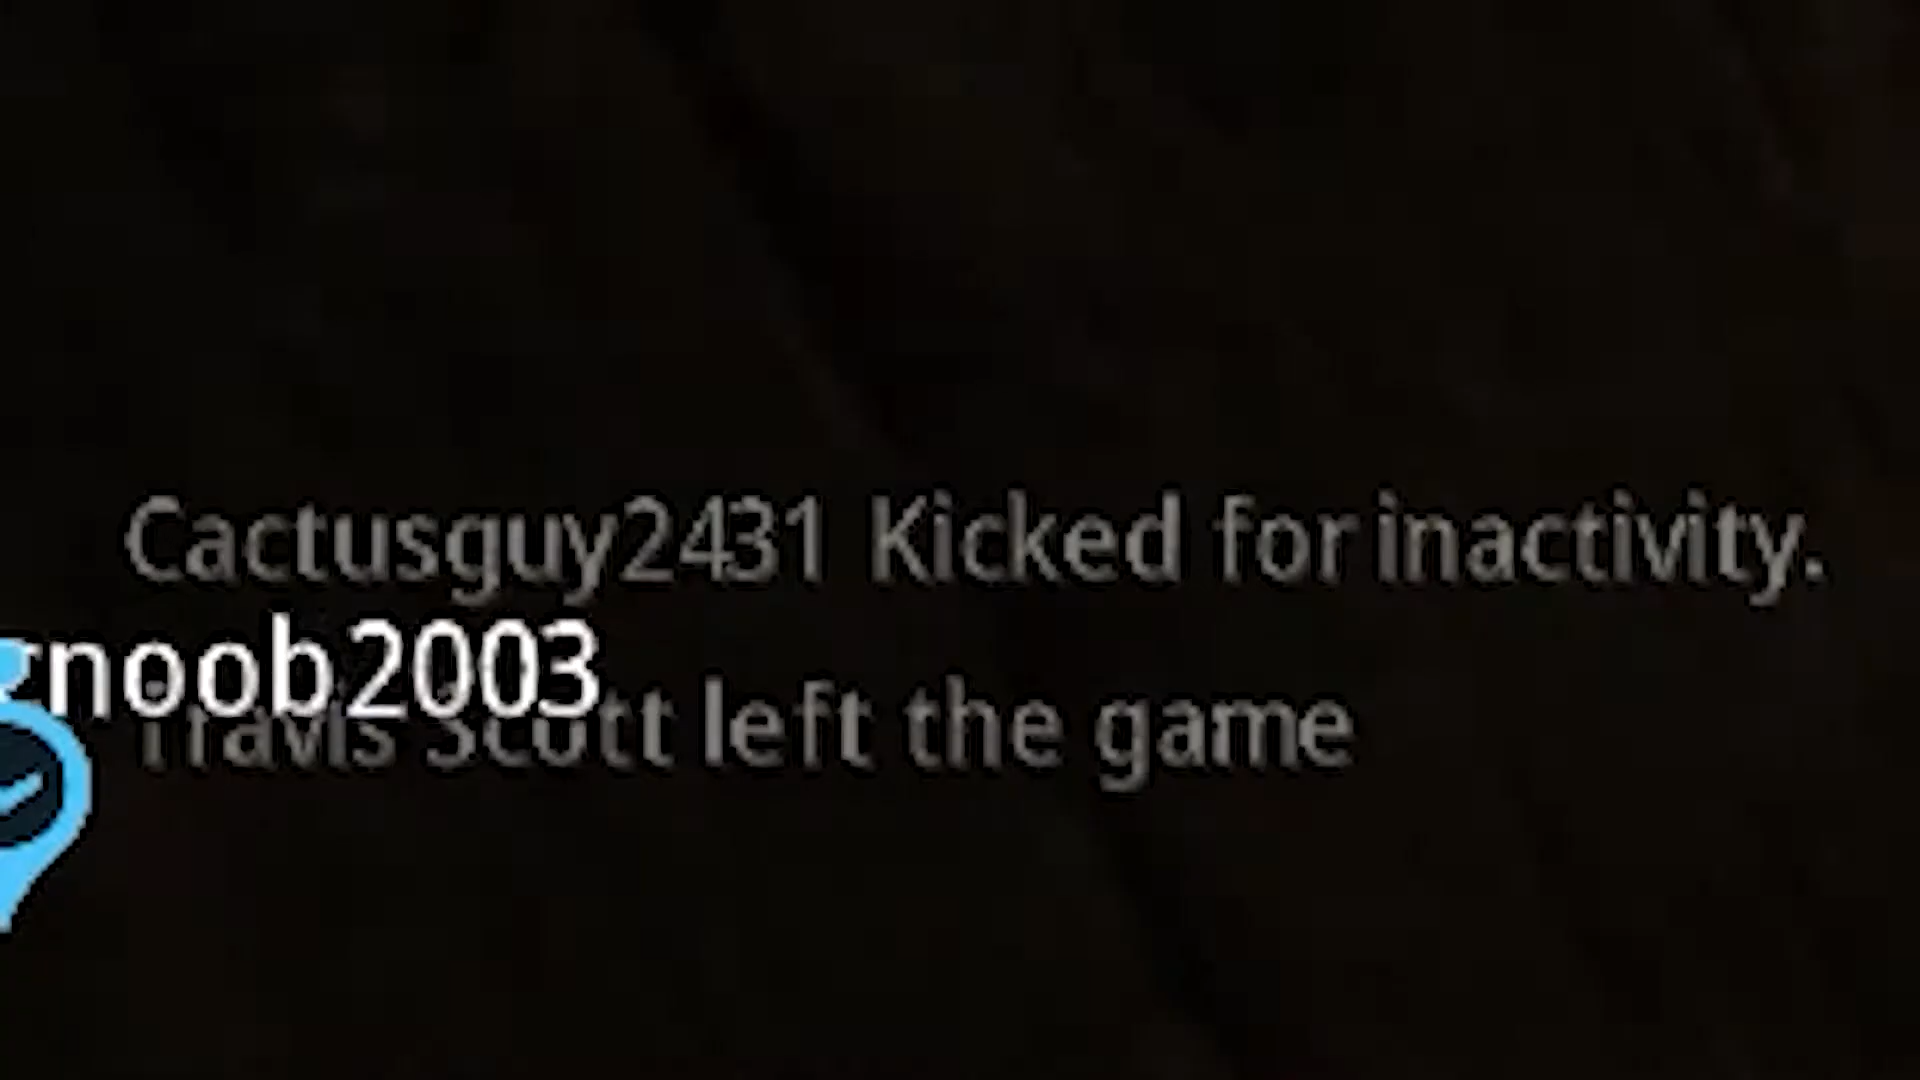 Cactusguy2431 Kicked for inactivity.
noob2003
Travis Scott left the game